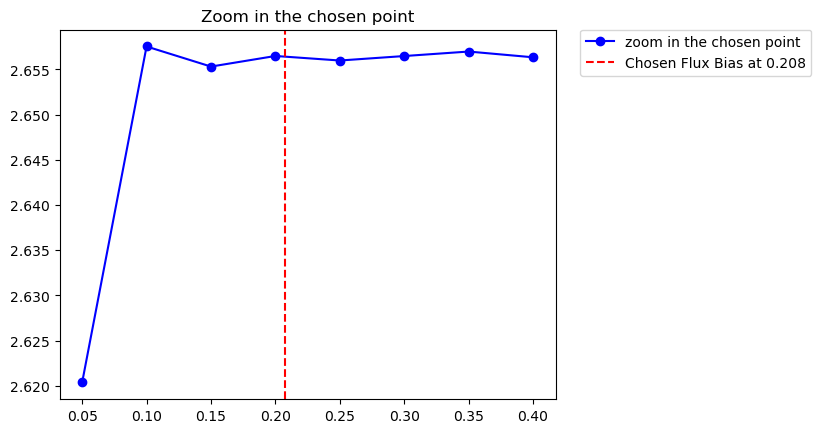 Zoom in the chosen point
zoom in the chosen point
Chosen Flux Bias at 0.208
2.655
2.650
2.645
2.640
2.635
2.630
2.625
2.620
0.05 0.10 0.15 0.20 0.25 0.30 0.35 0.40